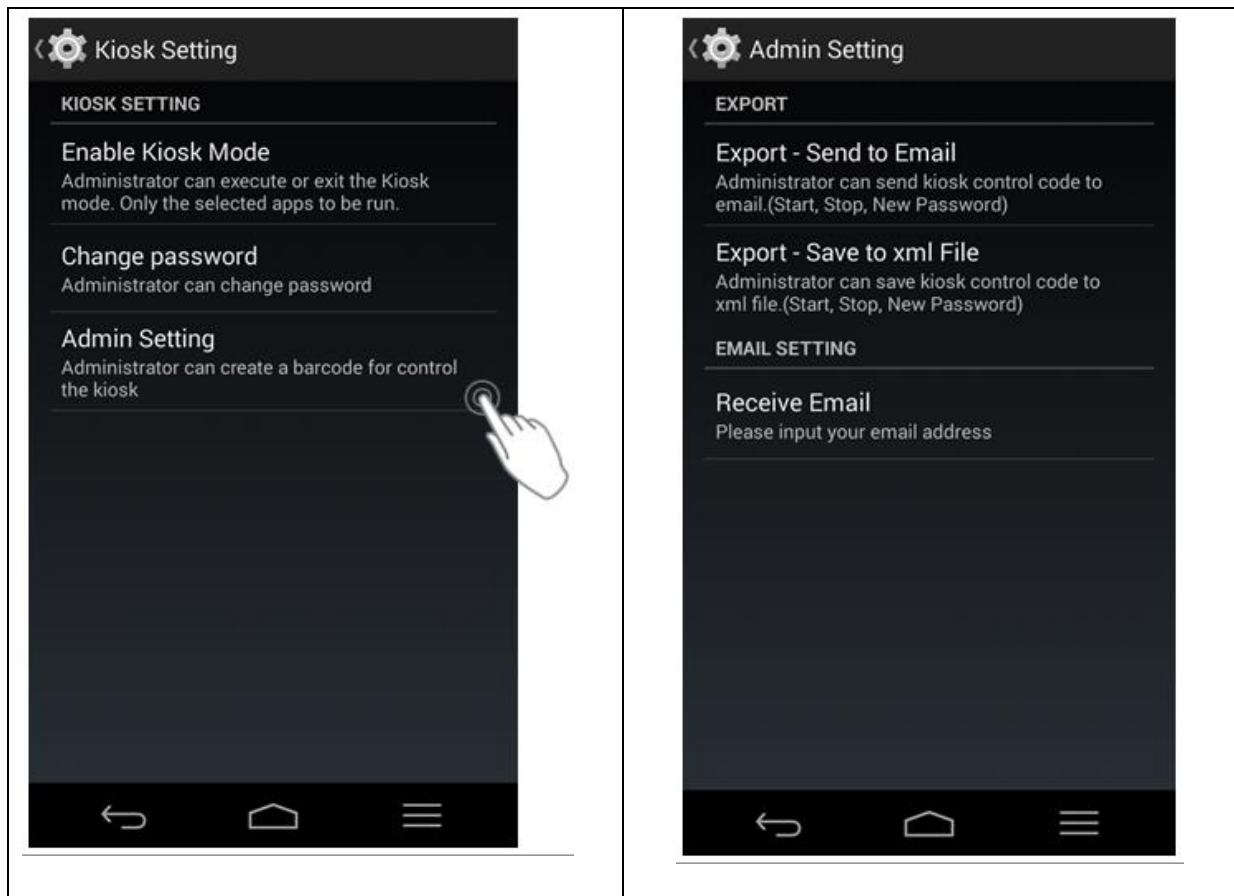 Kiosk Setting
KIOSK SETTING
Enable Kiosk Mode
Administrator can execute or exit the Kiosk
mode. Only the selected apps to be run.
Change password
Administrator can change password
Admin Setting
Administrator can create a barcode for control
the kiosk
Admin Setting
EXPORT
Export - Send to Email
Administrator can send kiosk control code to
email.(Start, Stop, New Password)
Export - Save to xml File
Administrator can save kiosk control code to
xml file.(Start, Stop, New Password)
EMAIL SETTING
Receive Email
Please input your email address